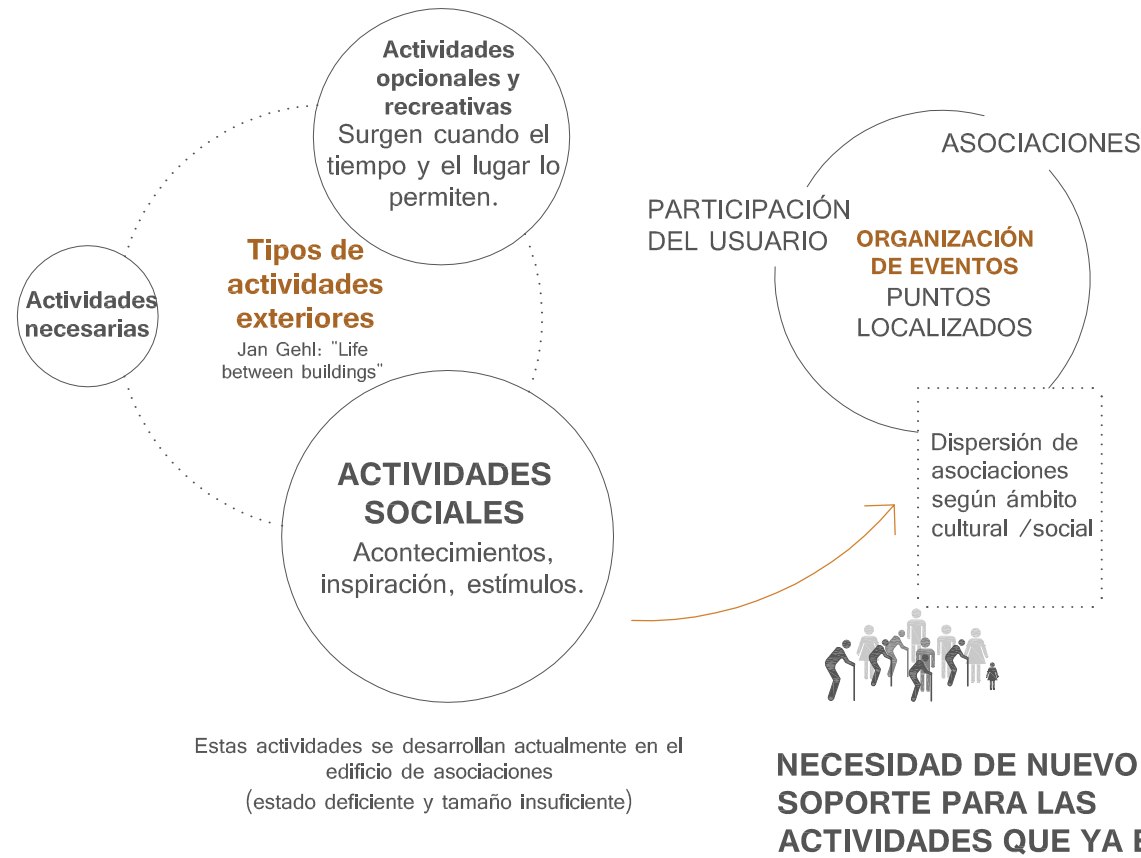 Actividades
opcionales y
recreativas
Surgen cuando el
tiempo y el lugar lo
permiten.
Tipos de
actividades
exteriores
Jan Gehl: "Life
between buildings"
Actividades
necesarias
ACTIVIDADES
SOCIALES
Acontecimientos,
inspiración, estímulos.
Estas actividades se desarrollan actualmente en el
edificio de asociaciones
(estado deficiente y tamaño insuficiente)
ASOCIACIONES
PARTICIPACIÓN
DEL USUARIO
ORGANIZACIÓN
DE EVENTOS
PUNTOS
LOCALIZADOS
Dispersión de
asociaciones
según ámbito
cultural /social
NECESIDAD DE NUEVO
SOPORTE PARA LAS
ACTIVIDADES QUE YA